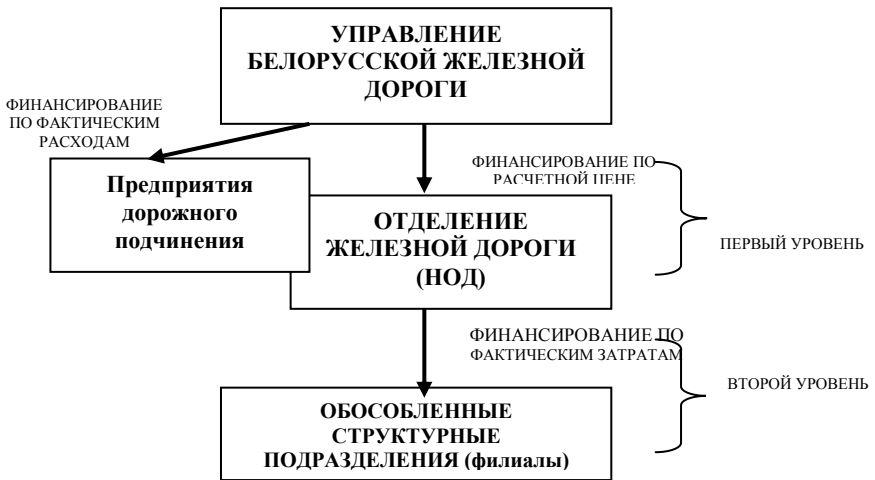 УПРАВЛЕНИЕ
БЕЛОРУССКОЙ ЖЕЛЕЗНОЙ
ДОРОГИ
ФИНАНСИРОВАНИЕ
ПО ФАКТИЧЕСКИМ
РАСХОДАМ
Предприятия
дорожного
подчинения
ФИНАНСИРОВАНИЕ ПО
РАСЧЕТНОЙ ЦЕНЕ
ОТДЕЛЕНИЕ
ЖЕЛЕЗНОЙ ДОРОГИ
(НОД)
ПЕРВЫЙ УРОВЕНЬ
ФИНАНСИРОВАНИЕ ПО
ФАКТИЧЕСКИМ ЗАТРАТАМ
ВТОРОЙ УРОВЕНЬ
ОБОСОБЛЕННЫЕ
СТРУКТУРНЫЕ
ПОДРАЗДЕЛЕНИЯ (филиалы)